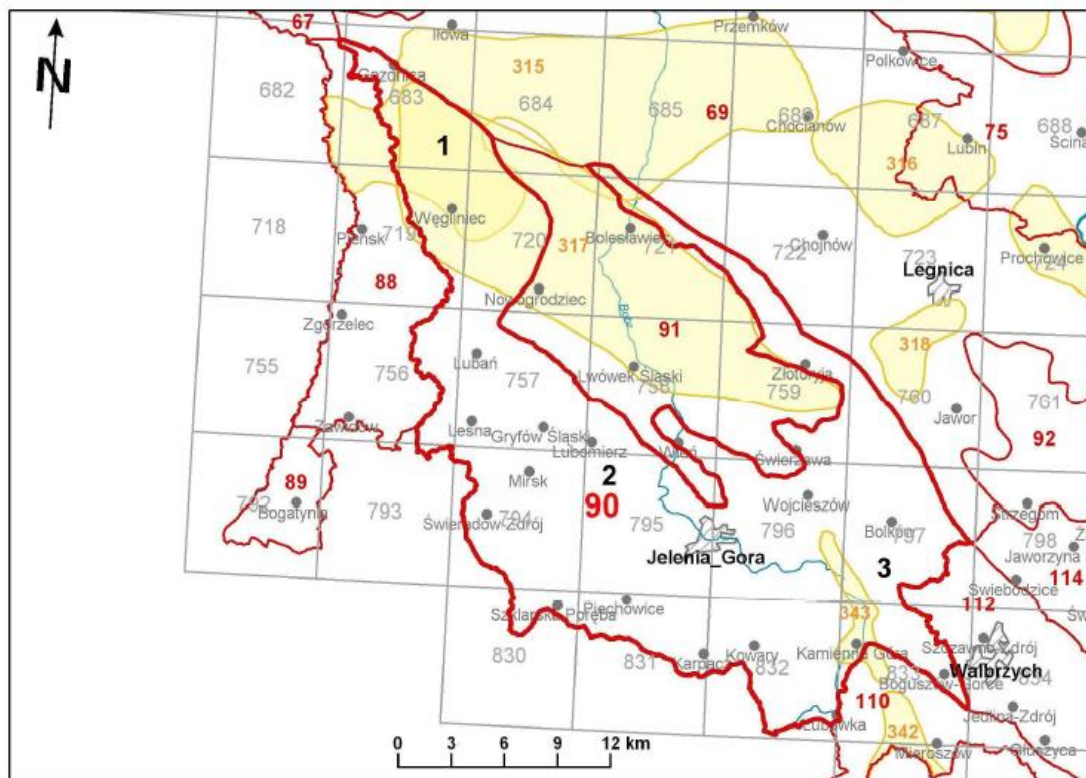 67
Iłowa
Przemków
Polkowice
N
Gozdnica
315
682
683
684
685
69
686
Chocianów
687
75
688
Ścina
1
316
Lubin
Węgliniec
718
Pieńsk
719
720
317
Bolesławiec
721
722
Chojnów
723
Prochowice
724
Legnica
88
Nowogrodziec
Bobr
Zgorzelec
91
318
755
756
Lubań
757
Lwówek Śląski
758
Złotoryja
759
760
Jawor
761
Zawidów
Leśna
Gryfów Śląski
Lubomierz
Wleń
Świerzawa
92
89
2
Mirsk
90
792
Bogatynia
793
Świeradów-Zdrój
794
795
Wojcieszów
796
Bolków
797
Strzegom
798
Jaworzyna
Jelenia_Gora
3
114
Świebodzice
112
Szklarska Poręba
Piechowice
343
Szczawno-Zdrój
830
831
Karpacz
Kowary
832
Kamienna Góra
833
Walbrzych
834
Boguszów-Gorce
110
Lubawka
Jedlina-Zdrój
342
Mieroszów
Głuszyca
0 3 6 9 12 km